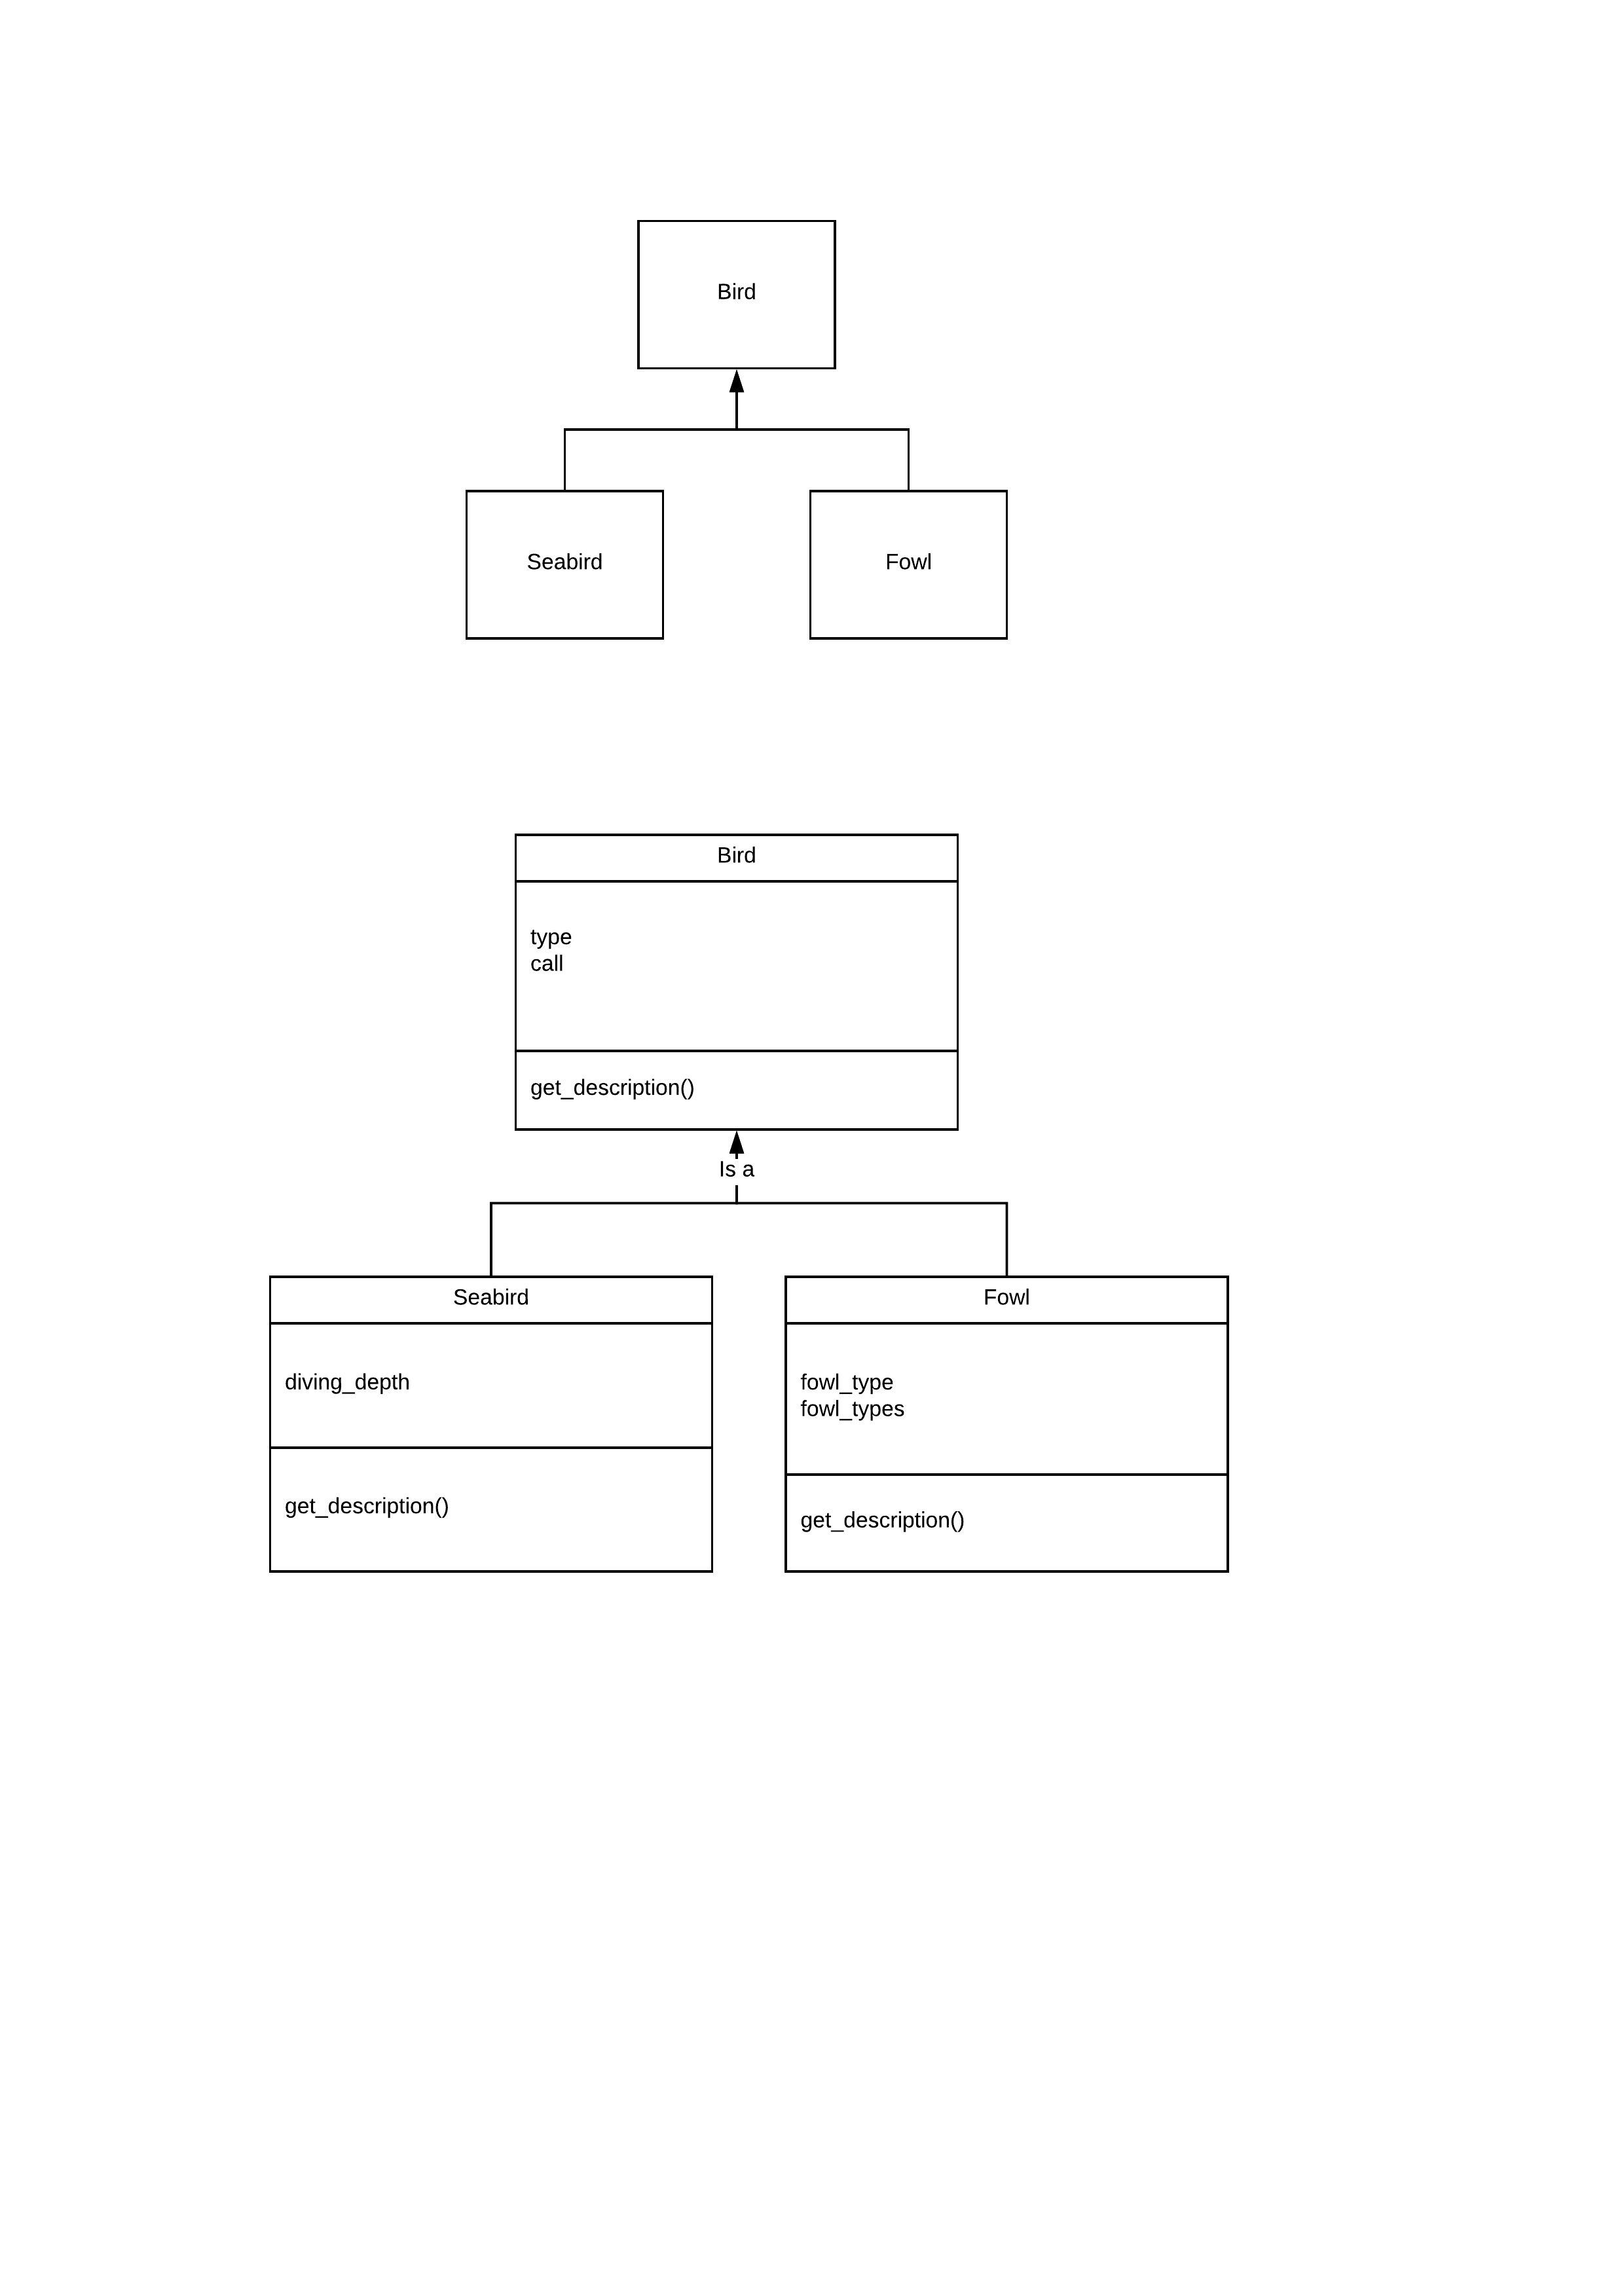 Bird
Seabird
Fowl
Bird
type
call
get_description()
Is a
Seabird
diving_depth
get_description()
Fowl
fowl_type
fowl_types
get_description()